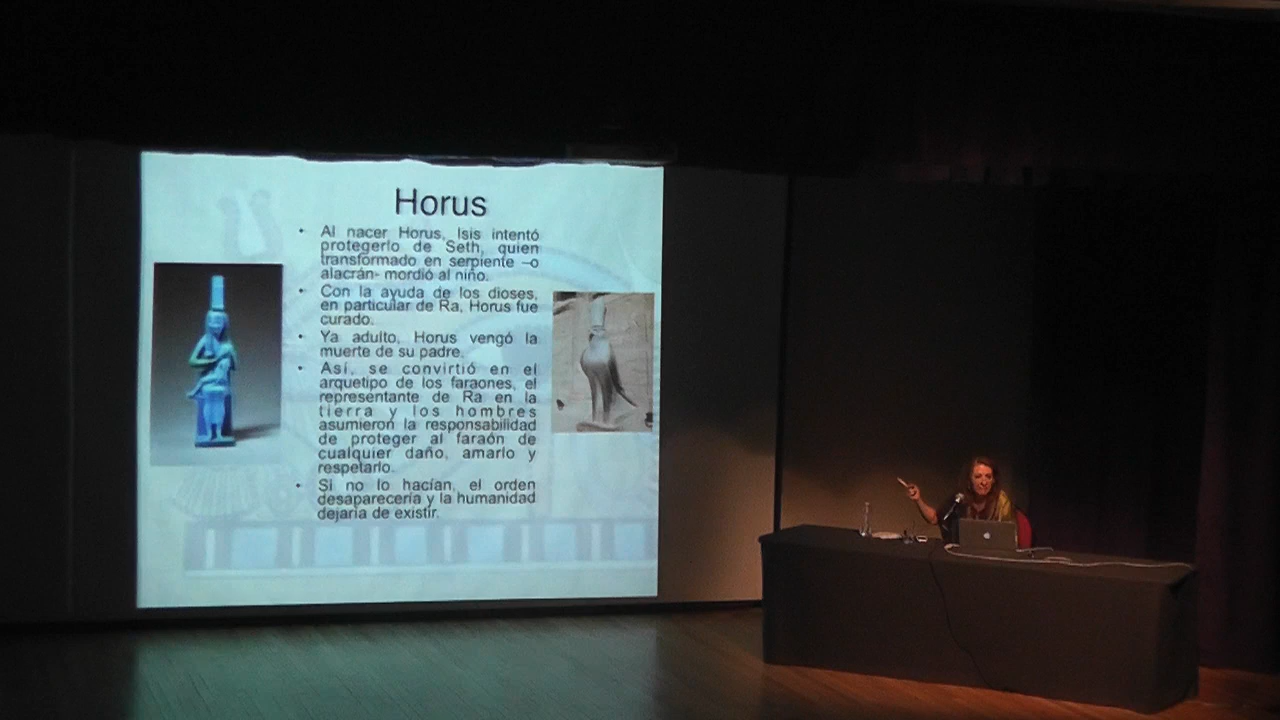 Horus
• Al nacer Horus, Isis intentó
protegerlo de Seth, quien
transformado en serpiente –o
alacrán- mordió al niño.
• Con la ayuda de los dioses,
en particular de Ra, Horus fue
curado.
• Ya adulto, Horus vengó la
muerte de su padre.
• Así, se convirtió en el
arquetipo de los faraones, el
representante de Ra en la
tierra y los hombres
asumieron la responsabilidad
de proteger al faraón de
cualquier daño, amarlo y
respetarlo.
• Si no lo hacían, el orden
desaparecería y la humanidad
dejaría de existir.